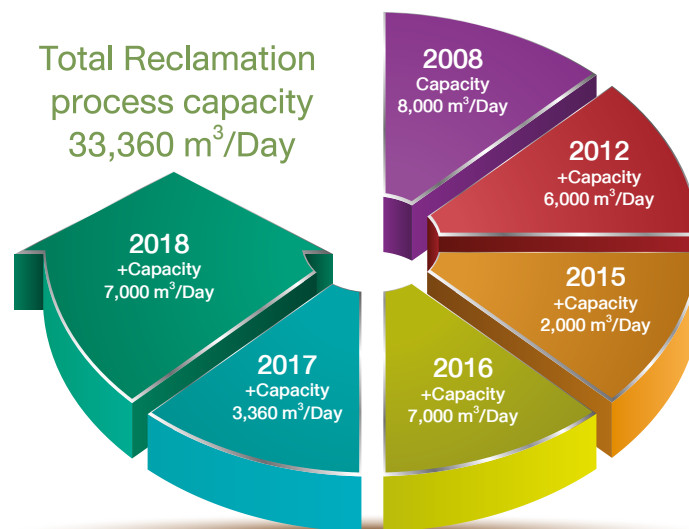 Total Reclamation
process capacity
33,360 m³/Day
2008
Capacity
8,000 m³/Day
2012
+Capacity
6,000 m³/Day
2015
+Capacity
2,000 m³/Day
2016
+Capacity
7,000 m³/Day
2017
+Capacity
3,360 m³/Day
2018
+Capacity
7,000 m³/Day